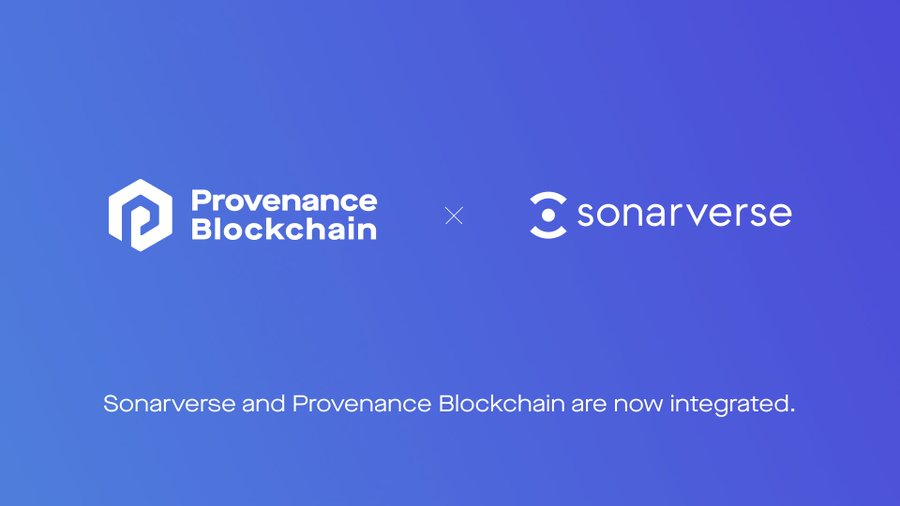 Provenance
Blockchain
sonarverse
Sonarverse and Provenance Blockchain are now integrated.